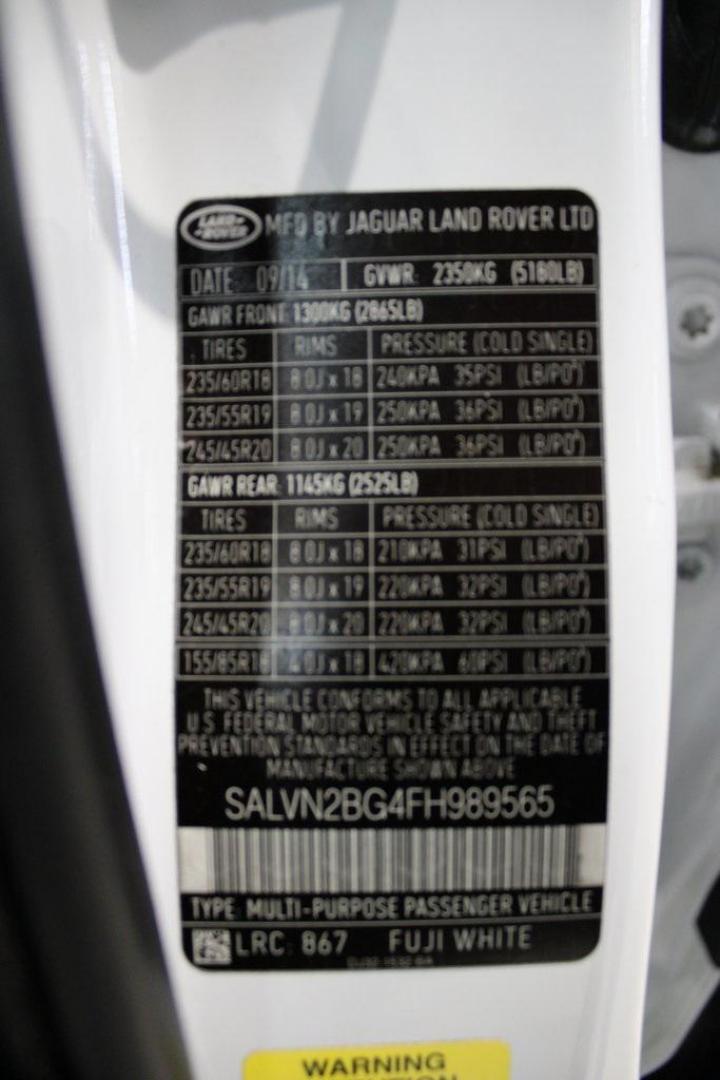 LAND ROVER MFD BY JAGUAR LAND ROVER LTD
DATE 09/14 GVWR: 2350KG (5180LB)
GAWR FRONT 1300KG (2865LB)
TIRES RIMS PRESSURE (COLD SINGLE)
235/60R18 8 0J x 18 240KPA 35PSI (LB/PO²)
235/55R19 8 0J x 19 250KPA 36PSI (LB/PO²)
245/45R20 8 0J x 20 250KPA 36PSI (LB/PO²)
GAWR REAR: 1145KG (2525LB)
TIRES RIMS PRESSURE (COLD SINGLE)
235/60R18 8 0J x 18 210KPA 31PSI (LB/PO²)
235/55R19 8 0J x 19 220KPA 32PSI (LB/PO²)
245/45R20 8 0J x 20 220KPA 32PSI (LB/PO²)
155/85R18 4 0J x 18 420KPA 60PSI (LB/PO²)
THIS VEHICLE CONFORMS TO ALL APPLICABLE
U.S. FEDERAL MOTOR VEHICLE SAFETY AND THEFT
PREVENTION STANDARDS IN EFFECT ON THE DATE OF
MANUFACTURE SHOWN ABOVE
SALVN2BG4FH989565
TYPE: MULTI-PURPOSE PASSENGER VEHICLE
LRC: 867 FUJI WHITE
WARNING